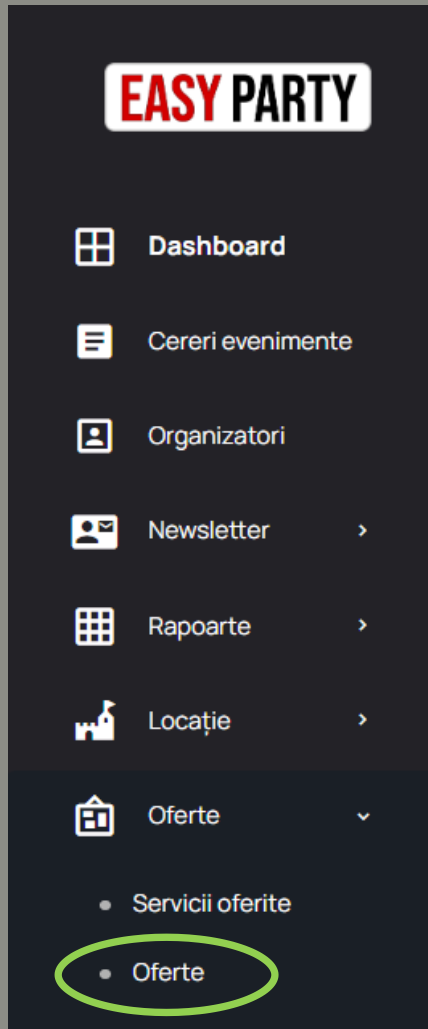 EASY PARTY
Dashboard
Cereri evenimente
Organizatori
Newsletter
Rapoarte
Locație
Oferte
Servicii oferite
Oferte